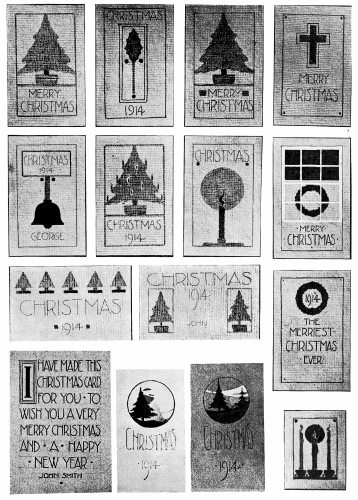 MERRY
CHRISTMAS
CHRISTMAS
1914
MERRY
CHRISTMAS
MERRY
CHRISTMAS
CHRISTMAS
1914
GEORGE
CHRISTMAS
1914
CHRISTMAS
MERRY
CHRISTMAS
CHRISTMAS
1914
CHRISTMAS
1914
JOHN
1914
THE
MERRIEST
CHRISTMAS
EVER
I HAVE MADE THIS
CHRISTMAS CARD
FOR YOU · TO
WISH YOU A VERY
MERRY CHRISTMAS
AND · A · HAPPY
· NEW YEAR ·
JOHN SMITH
CHRISTMAS
1914
CHRISTMAS
1914